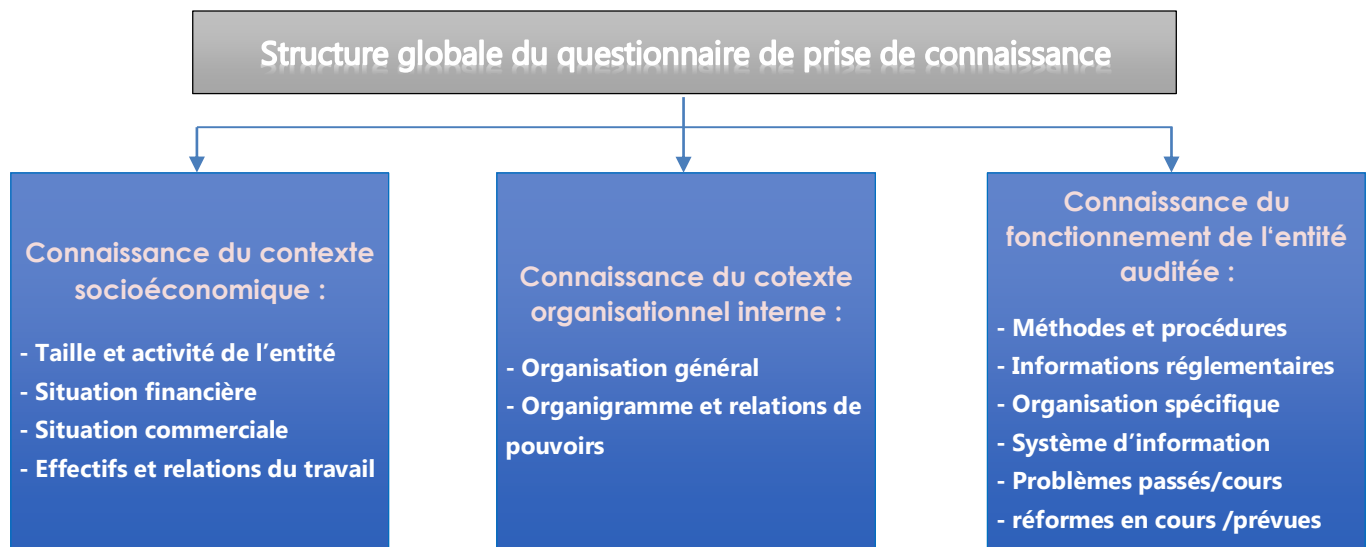 Structure globale du questionnaire de prise de connaissance
Connaissance du contexte
socioéconomique :
- Taille et activité de l’entité
- Situation financière
- Situation commerciale
- Effectifs et relations du travail
Connaissance du cotexte
organisationnel interne :
- Organisation général
- Organigramme et relations de
pouvoirs
Connaissance du
fonctionnement de l‘entité
auditée :
- Méthodes et procédures
- Informations réglementaires
- Organisation spécifique
- Système d’information
- Problèmes passés/cours
- réformes en cours /prévues